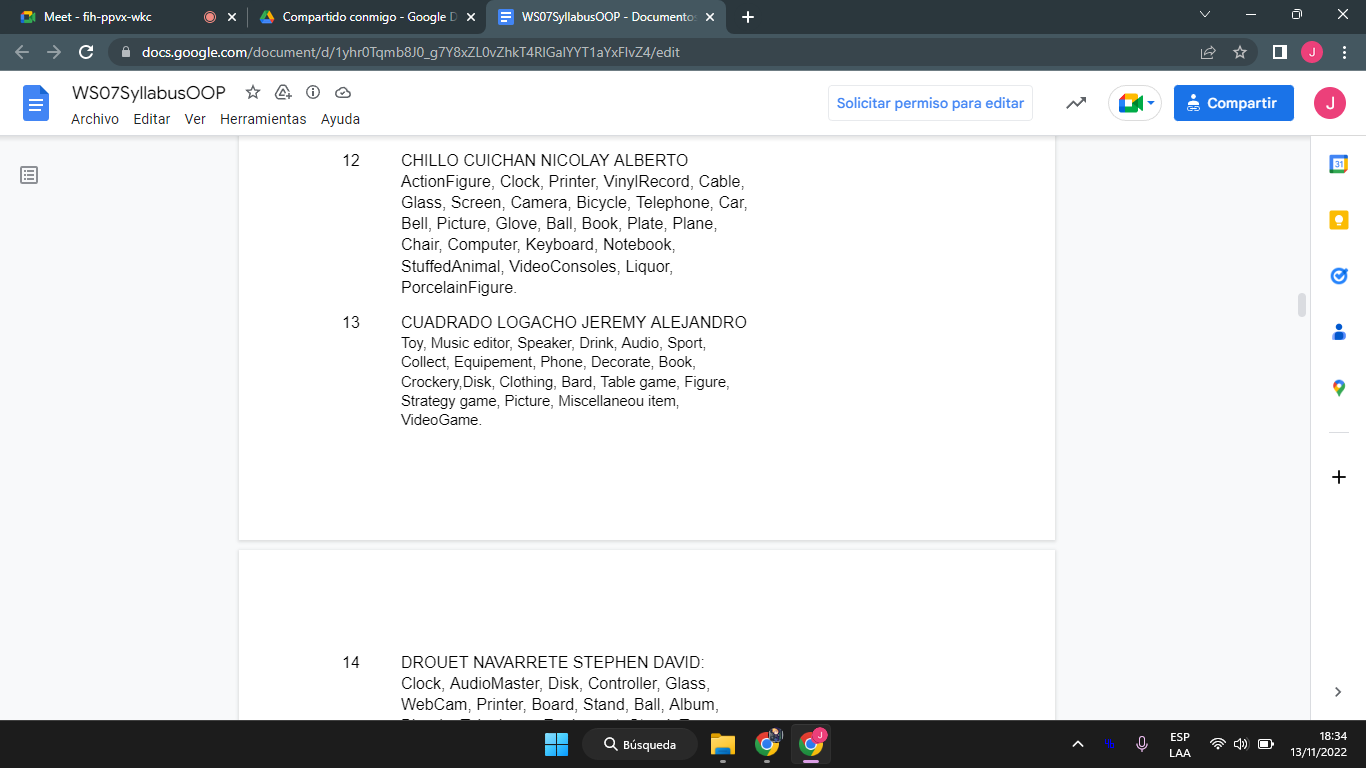 Meet - fih-ppvx-wkc
Compartido conmigo - Google D
WS07SyllabusOOP - Documentos
docs.google.com/document/d/1yhr0Tqmb8J0_g7Y8xZL0vZhkT4RIGalYYT1aYxFlvZ4/edit
J
WS07SyllabusOOP
Archivo Editar Ver Herramientas Ayuda
Solicitar permiso para editar
Compartir
J
31
12 CHILLO CUICHAN NICOLAY ALBERTO
ActionFigure, Clock, Printer, VinylRecord, Cable,
Glass, Screen, Camera, Bicycle, Telephone, Car,
Bell, Picture, Glove, Ball, Book, Plate, Plane,
Chair, Computer, Keyboard, Notebook,
StuffedAnimal, VideoConsoles, Liquor,
PorcelainFigure.
13 CUADRADO LOGACHO JEREMY ALEJANDRO
Toy, Music editor, Speaker, Drink, Audio, Sport,
Collect, Equipement, Phone, Decorate, Book,
Crockery,Disk, Clothing, Bard, Table game, Figure,
Strategy game, Picture, Miscellaneou item,
VideoGame.
14 DROUET NAVARRETE STEPHEN DAVID:
Clock, AudioMaster, Disk, Controller, Glass,
WebCam, Printer, Board, Stand, Ball, Album,
Búsqueda
J
ESP
LAA
18:34
13/11/2022